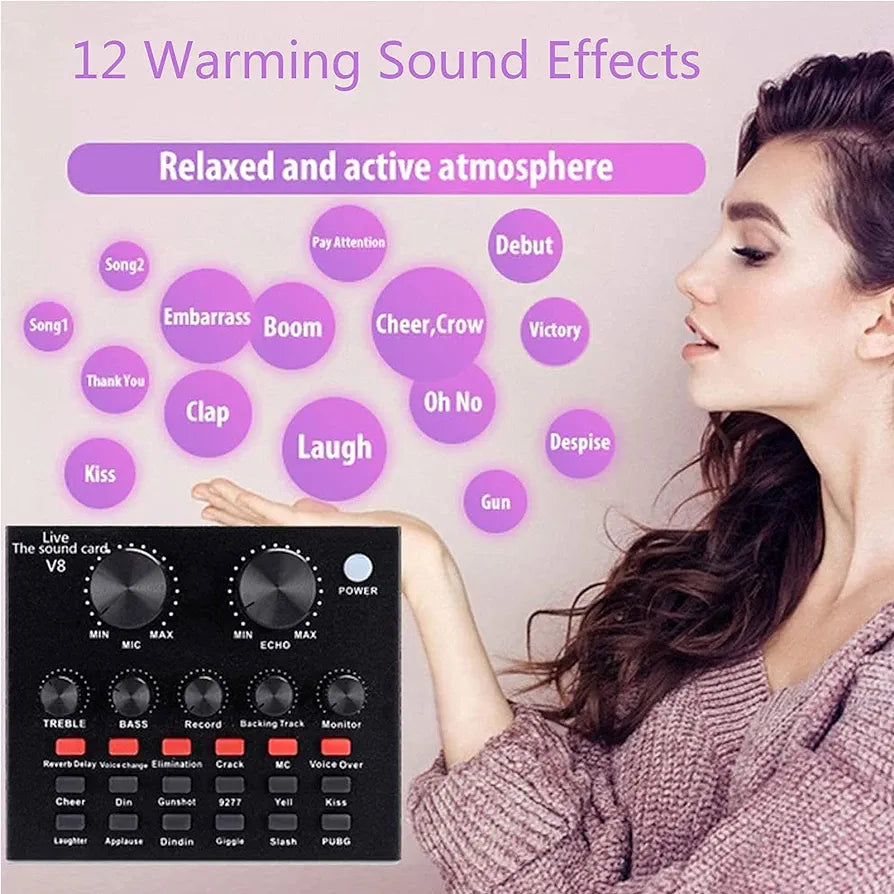 12 Warming Sound Effects
Relaxed and active atmosphere
Pay Attention
Debut
Song2
Embarrass
Boom
Cheer,Crow
Song1
Victory
Thank You
Clap
Oh No
Laugh
Despise
Kiss
Gun
Live
The sound card
V8
POWER
MIN MAX
MIC
MIN MAX
ECHO
TREBLE BASS Record Backing Track Monitor
Reverb Delay Voice change Elimination Crack MC Voice Over
Cheer Din Gunshot 9277 Yell Kiss
Laughter Applause Dindin Giggle Slash PUBG